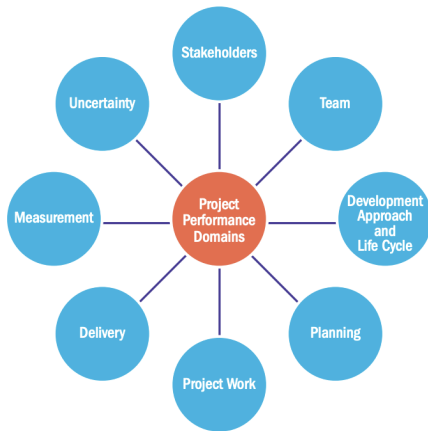 Stakeholders
Uncertainty
Team
Project
Performance
Domains
Measurement
Development
Approach
and
Life Cycle
Delivery
Planning
Project Work